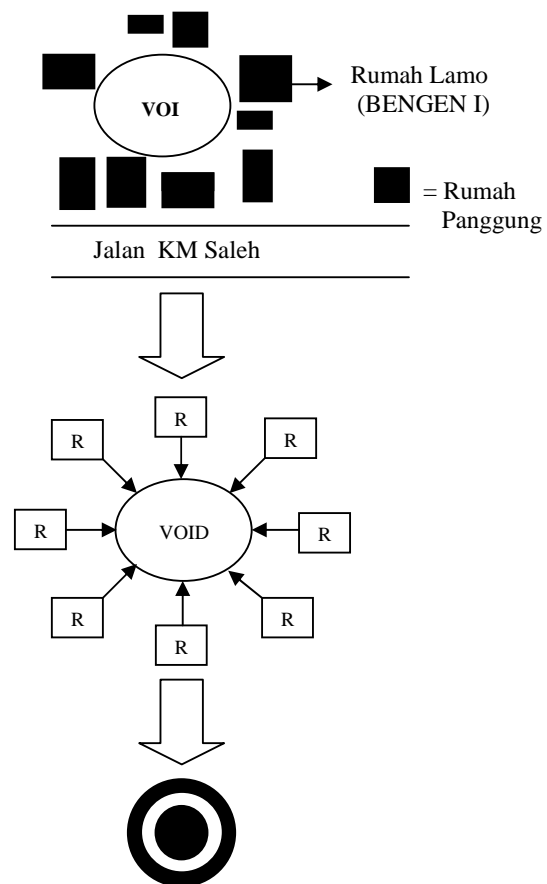 VOI
Rumah Lamo
(BENGEN I)
= Rumah
Panggung
Jalan KM Saleh
R
R
R
R
VOID
R
R
R
R